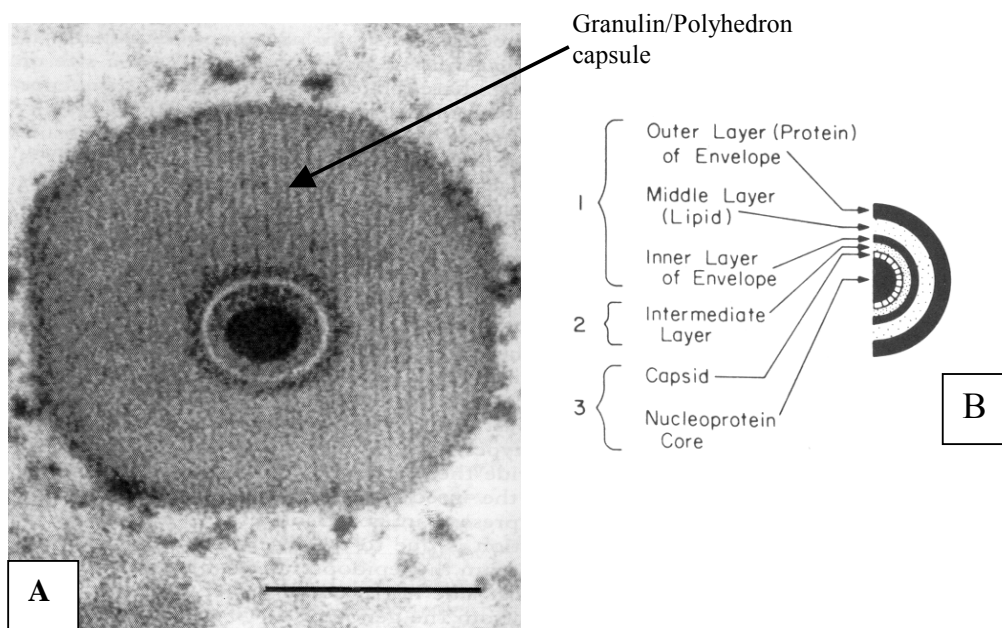 Granulin/Polyhedron
capsule
Outer Layer (Protein)
of Envelope
1
Middle Layer
(Lipid)
Inner Layer
of Envelope
2
Intermediate
Layer
3
Capsid
Nucleoprotein
Core
A
B